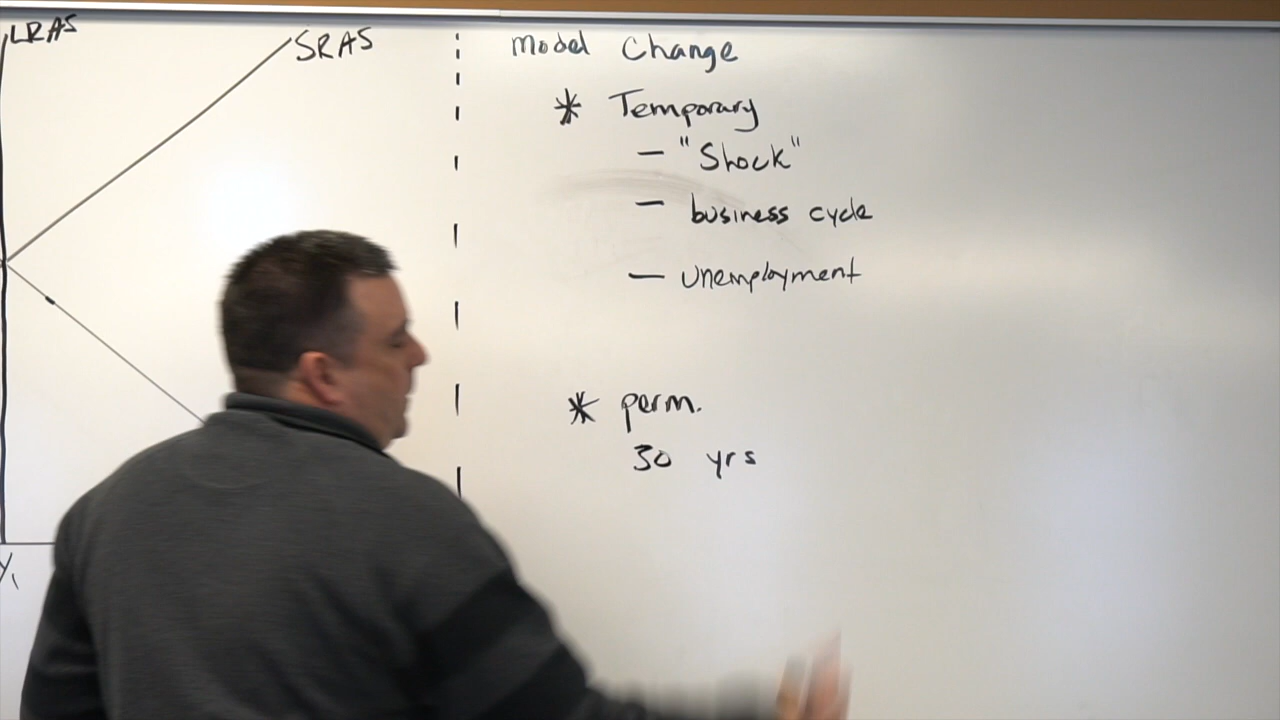 LRAS
SRAS
Y1
Model Change
* Temporary
— "Shock"
— business cycle
— Unemployment
* perm.
30 yrs